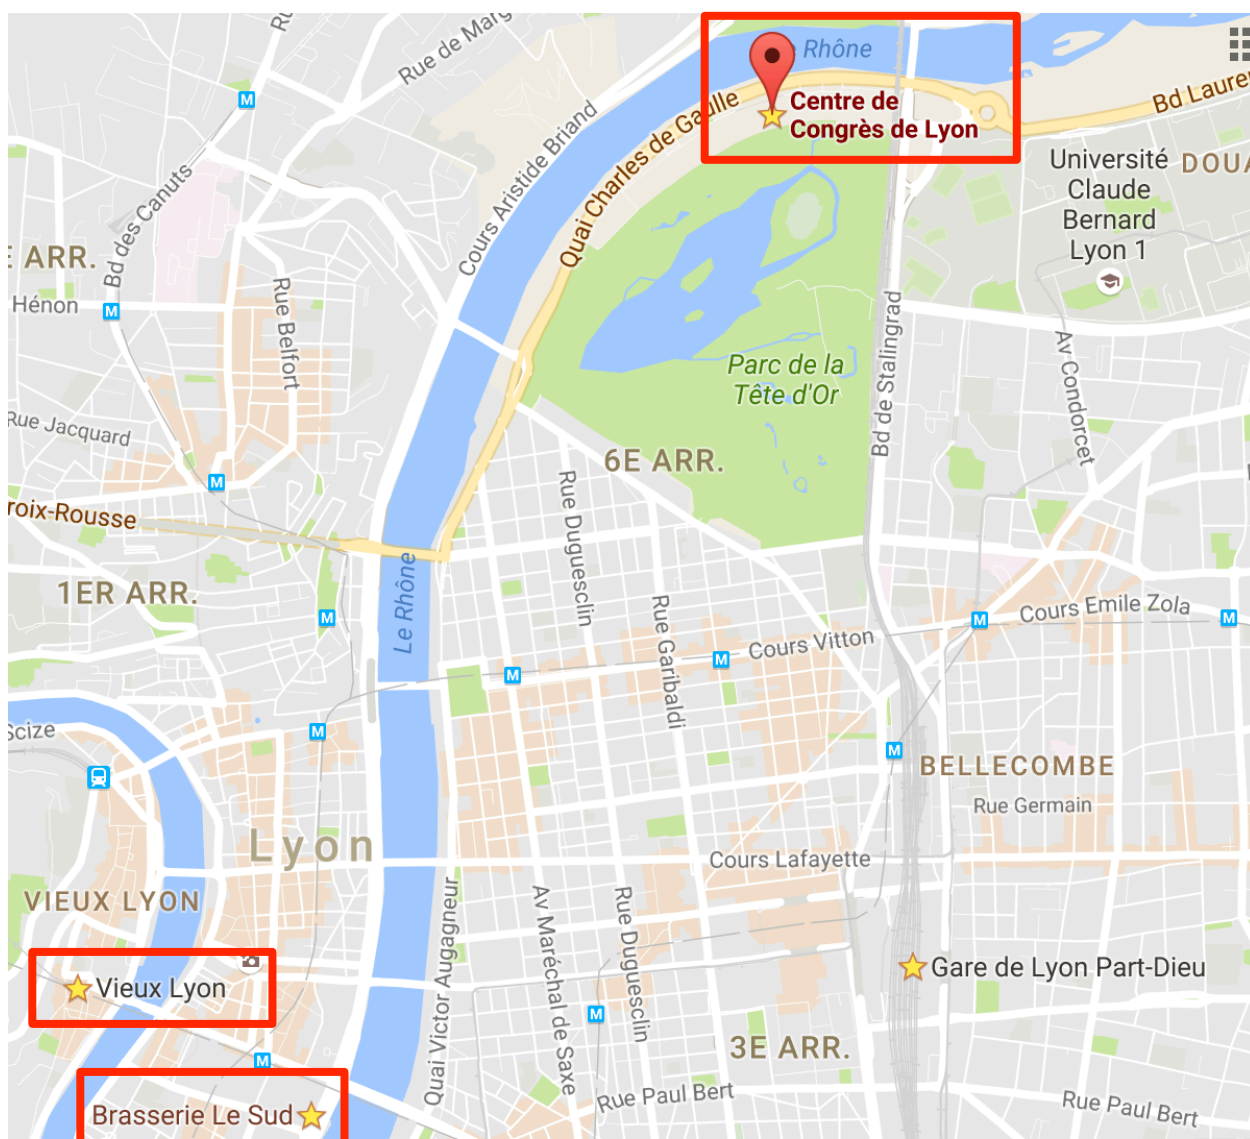 Rue de Marg
Le Rhône
Centre de
Congrès de Lyon
Bd Laure
Quai Charles de Gaulle
Cours Aristide Briand
Bd des Canuts
Université
Claude
Bernard
Lyon 1
DOUA
E ARR.
Hénon
Rue Belfort
Bd de Stalingrad
Av Condorcet
Parc de la
Tête d'Or
Rue Jacquard
6E ARR.
roix-Rousse
Rue Duguesclin
1ER ARR.
Le Rhône
Rue Garibaldi
Cours Emile Zola
Cours Vitton
Scize
BELLECOMBE
Rue Germain
Lyon
Cours Lafayette
VIEUX LYON
Quai Victor Augagneur
Av Maréchal de Saxe
Rue Duguesclin
Vieux Lyon
Gare de Lyon Part-Dieu
3E ARR.
Brasserie Le Sud
Rue Paul Bert
Rue Paul Bert
M
M
M
M
M
M
M
M
M
M
M